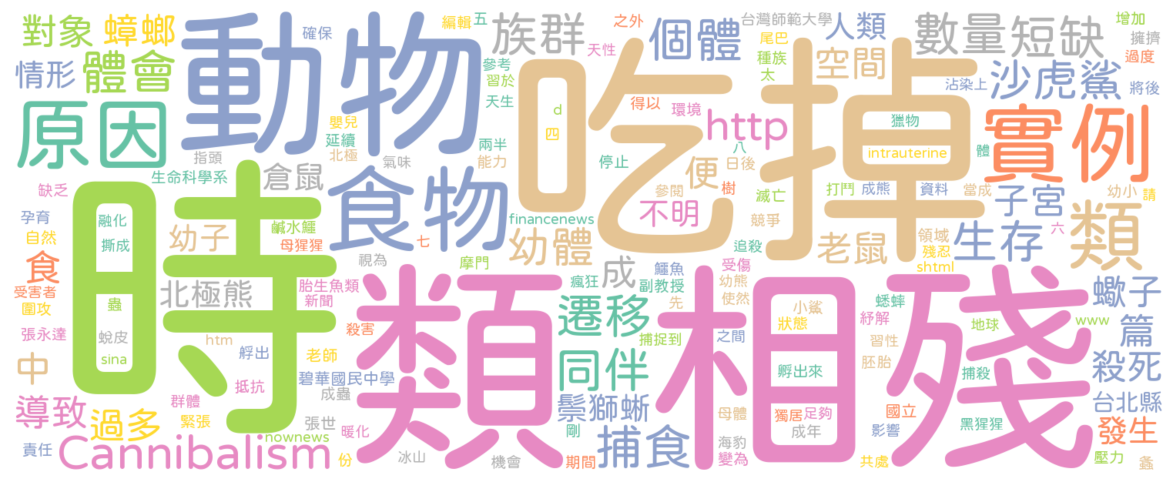 對象 蟑螂 動物 確保 編輯 五 族群 之外 天性 個體 台灣師範大學 尾巴 人類 數量 短缺 增加 擁擠 過度
情形 體會 參考 習於 天生 吃掉 種族 太 空間 沙虎鯊 沾染上 將後
原因 嬰兒 延續 北極 兩半 能力 d 四 得以 環境 http 獵物 實例
指頭 氣味 停止 八 日後 intrauterine 體
缺乏 生命科學系 倉鼠 食物 便 參閱 樹 滅亡 打鬥 成熊 資料 當成 子宮 幼小 請
孕育 融化 時 鹹水鱷 financenews 不明 競爭 領域 生存 類 六
自然 撕成 幼子 母猩猩 七 幼體 追殺 老鼠 殘忍
食 視為 摩門 成 鱷魚 受傷 shtml
受害者 蟲 北極熊 胎生魚類 瘋狂 副教授 幼熊 蠍子
圍攻 新聞 類相殘 遷移 先 使然 小鯊 蟋蟀 狀態 紓解 地球 www 篇
張永達 蛻皮 殺害 捕捉到 之間 習性
中 sina htm 孵出 老師 同伴 孵出來 胚胎 捕殺 殺死
抵抗 碧華國民中學
導致 群體 成蟲 鬃獅蜥 母體 獨居 足夠 國立 台北縣
過多 緊張 張世 剛 成年 影響 黑猩猩 發生
責任 Cannibalism nownews 暖化 份 冰山 機會 期間 捕食 海豹 變為 共處 壓力 螽